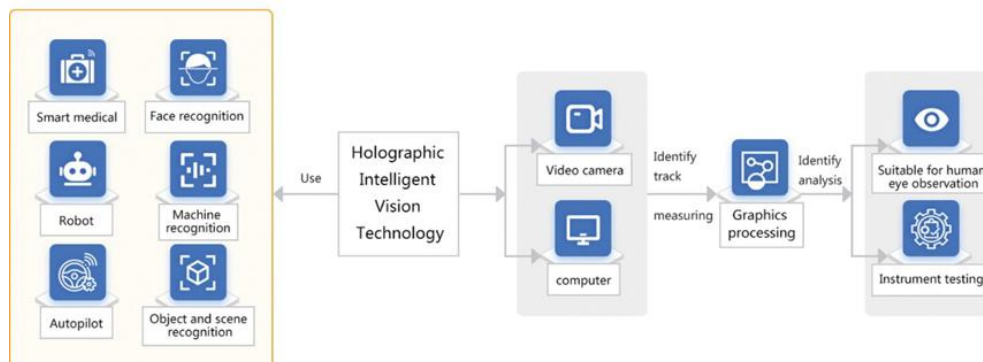 Smart medical
Face recognition
Robot
Machine
recognition
Autopilot
Object and scene
recognition
Use
Holographic
Intelligent
Vision
Technology
Video camera
computer
Identify
track
measuring
Graphics
processing
Identify
analysis
Suitable for human
eye observation
Instrument testing